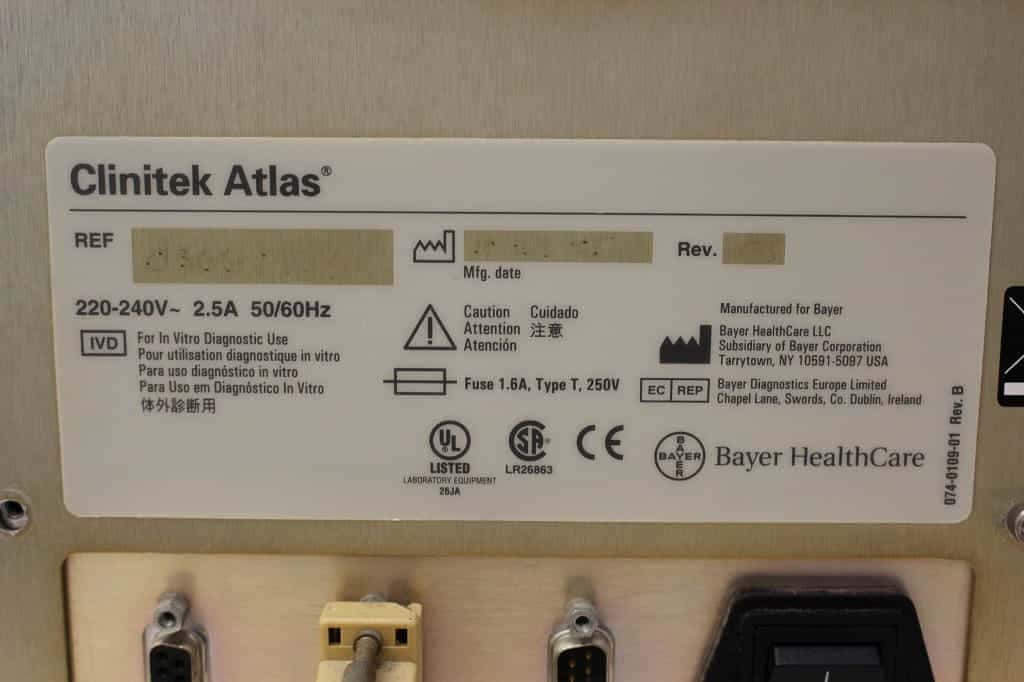 Clinitek Atlas®
REF
Mfg. date
Rev.
220-240V~ 2.5A 50/60Hz
IVD
For In Vitro Diagnostic Use
Pour utilisation diagnostique in vitro
Para uso diagnóstico in vitro
Para Uso em Diagnóstico In Vitro
体外診断用
Caution Cuidado
Attention 注意
Atención
Fuse 1.6A, Type T, 250V
Manufactured for Bayer
Bayer HealthCare LLC
Subsidiary of Bayer Corporation
Tarrytown, NY 10591-5097 USA
EC REP
Bayer Diagnostics Europe Limited
Chapel Lane, Swords, Co. Dublin, Ireland
UL
LISTED
LABORATORY EQUIPMENT
26JA
SA®
LR26863
CE
BAYER
BAYER
Bayer HealthCare
074-0109-01 Rev. B